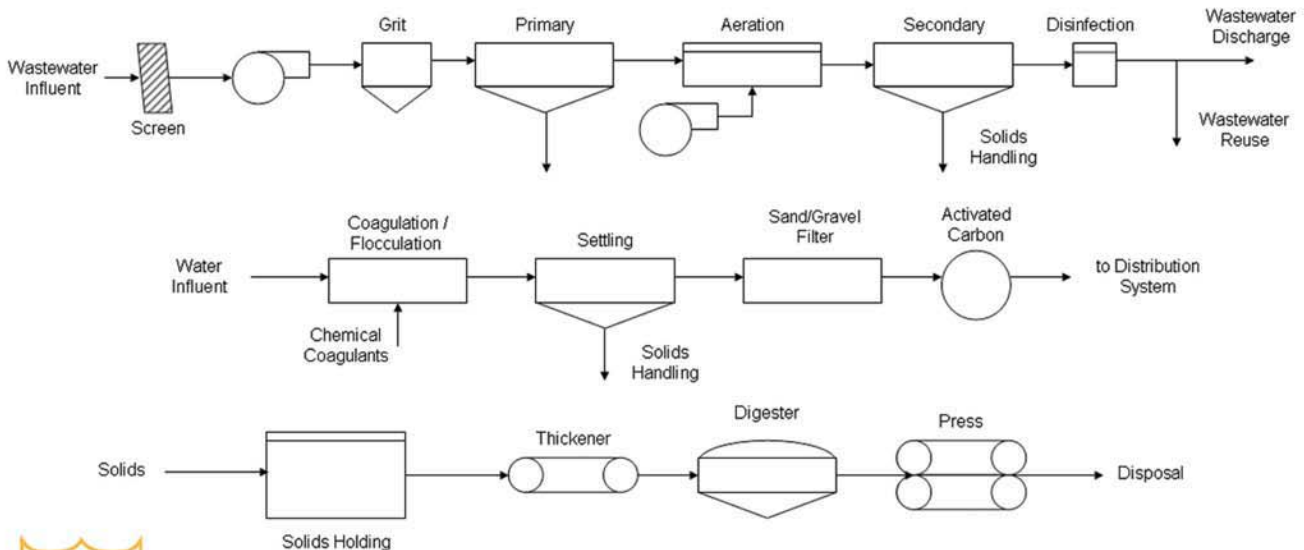 Grit
Primary
Aeration
Secondary
Disinfection
Wastewater
Discharge
Wastewater
Influent
Screen
Solids
Handling
Wastewater
Reuse
Coagulation /
Flocculation
Settling
Sand/Gravel
Filter
Activated
Carbon
Water
Influent
to Distribution
System
Chemical
Coagulants
Solids
Handling
Solids
Thickener
Digester
Press
Disposal
Solids Holding